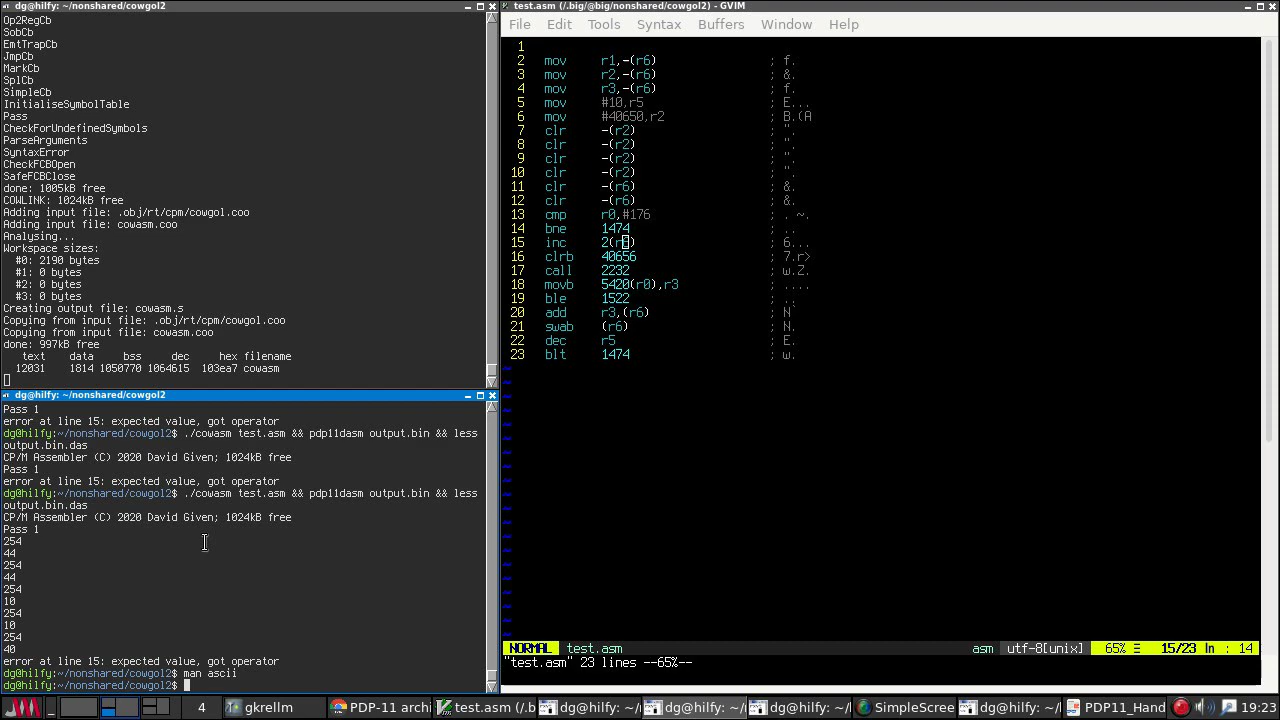 dg@hilfy: ~/nonshared/cowgol2
Op2RegCb
SobCb
EmtTrapCb
JmpCb
MarkCb
SplCb
SimpleCb
InitialiseSymbolTable
Pass
CheckForUndefinedSymbols
ParseArguments
SyntaxError
CheckFCBOpen
SafeFCBClose
done: 1005kB free
COWLINK: 1024kB free
Adding input file: .obj/rt/cpm/cowgol.coo
Adding input file: cowasm.coo
Analysing...
Workspace sizes:
#0: 2190 bytes
#1: 0 bytes
#2: 0 bytes
#3: 0 bytes
Creating output file: cowasm.s
Copying from input file: .obj/rt/cpm/cowgol.coo
Copying from input file: cowasm.coo
done: 997kB free
text data bss dec hex filename
12031 1814 1050770 1064615 103ea7 cowasm
dg@hilfy: ~/nonshared/cowgol2
Pass 1
error at line 15: expected value, got operator
dg@hilfy:~/nonshared/cowgol2$ ./cowasm test.asm && pdp11dasm output.bin && less
output.bin.das
CP/M Assembler (C) 2020 David Given; 1024kB free
Pass 1
error at line 15: expected value, got operator
dg@hilfy:~/nonshared/cowgol2$ ./cowasm test.asm && pdp11dasm output.bin && less
output.bin.das
CP/M Assembler (C) 2020 David Given; 1024kB free
Pass 1
254
44
254
44
254
10
254
10
254
40
error at line 15: expected value, got operator
dg@hilfy:~/nonshared/cowgol2$ man ascii
dg@hilfy:~/nonshared/cowgol2$
test.asm (/.big/@big/nonshared/cowgol2) - GVIM
File Edit Tools Syntax Buffers Window Help
1
2 mov r1,-(r6) ; f.
3 mov r2,-(r6) ; &.
4 mov r3,-(r6) ; f.
5 mov #10,r5 ; E...
6 mov #40650,r2 ; B.(A
7 clr -(r2) ; ".
8 clr -(r2) ; ".
9 clr -(r2) ; ".
10 clr -(r2) ; ".
11 clr -(r6) ; &.
12 clr -(r6) ; &.
13 cmp r0,#176 ; . ~.
14 bne 1474 ; ..
15 inc 2(r6) ; 6...
16 clrb 40656 ; 7.r>
17 call 2232 ; w.Z.
18 movb 5420(r0),r3 ; ....
19 ble 1522 ; ..
20 add r3,(r6) ; N`
21 swab (r6) ; N.
22 dec r5 ; E.
23 blt 1474 ; w.
NORMAL test.asm asm utf-8[unix] 65% ☰ 15/23 ln : 14
"test.asm" 23 lines --65%--
4 gkrellm PDP-11 archi test.asm (/.b dg@hilfy: ~/n dg@hilfy: ~/n dg@hilfy: ~/n SimpleScree dg@hilfy: ~/n PDP11_Hand 19:23